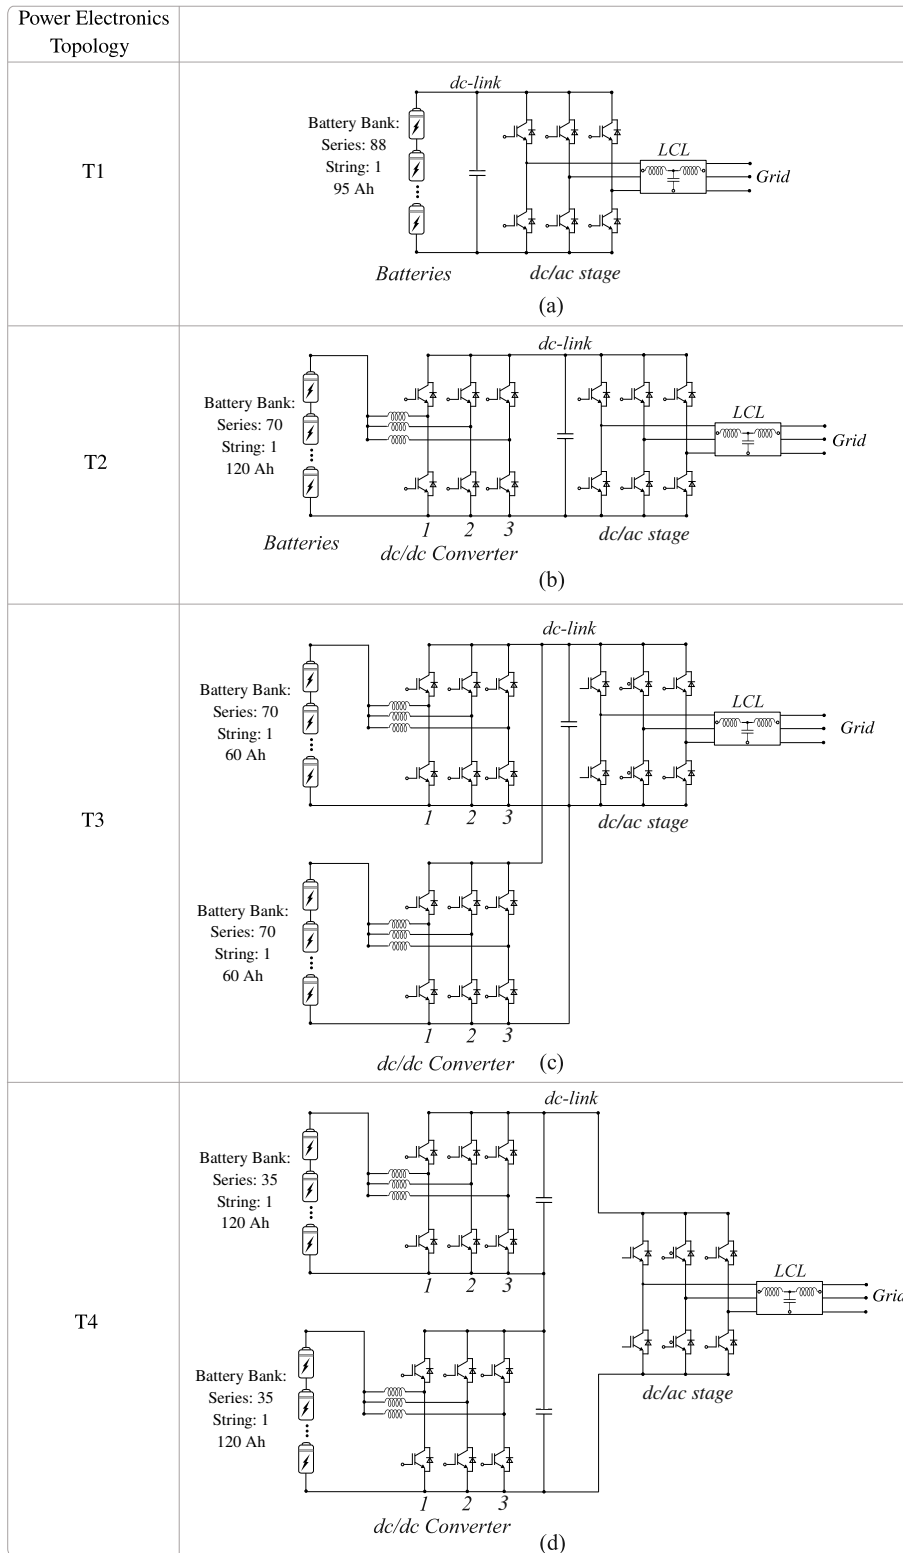 Power Electronics
Topology
T1
dc-link
Battery Bank:
Series: 88
String: 1
95 Ah
LCL
Grid
Batteries
dc/ac stage
(a)
T2
dc-link
Battery Bank:
Series: 70
String: 1
120 Ah
LCL
Grid
1 2 3
Batteries
dc/dc Converter
dc/ac stage
(b)
T3
dc-link
Battery Bank:
Series: 70
String: 1
60 Ah
LCL
Grid
1 2 3
dc/ac stage
Battery Bank:
Series: 70
String: 1
60 Ah
1 2 3
dc/dc Converter
(c)
T4
dc-link
Battery Bank:
Series: 35
String: 1
120 Ah
1 2 3
LCL
Grid
Battery Bank:
Series: 35
String: 1
120 Ah
dc/ac stage
1 2 3
dc/dc Converter
(d)